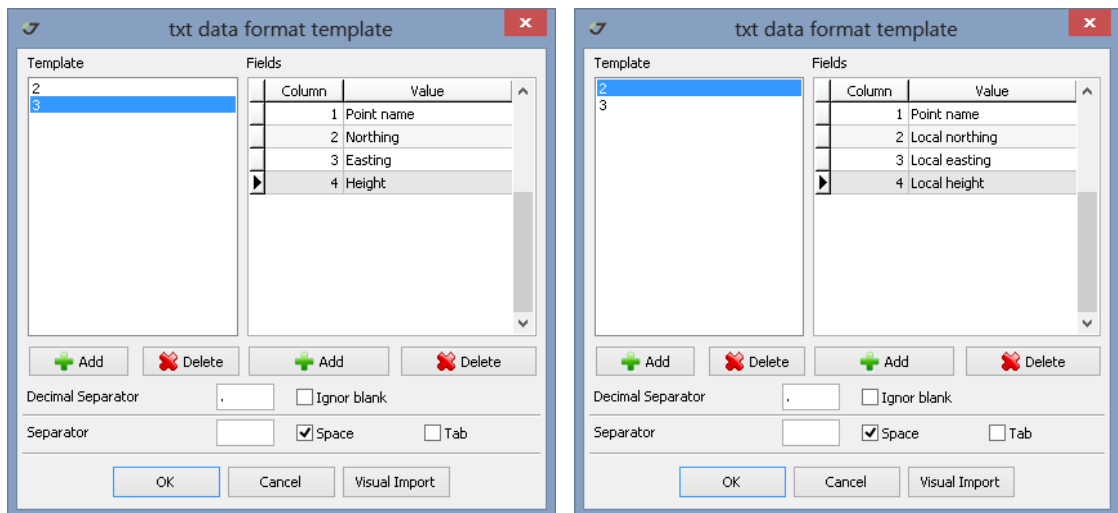 txt data format template
Template
Fields
2
3
Column Value
1 Point name
2 Northing
3 Easting
4 Height
Add Delete Add Delete
Decimal Separator . Ignor blank
Separator Space Tab
OK Cancel Visual Import
txt data format template
Template
Fields
2
3
Column Value
1 Point name
2 Local northing
3 Local easting
4 Local height
Add Delete Add Delete
Decimal Separator . Ignor blank
Separator Space Tab
OK Cancel Visual Import